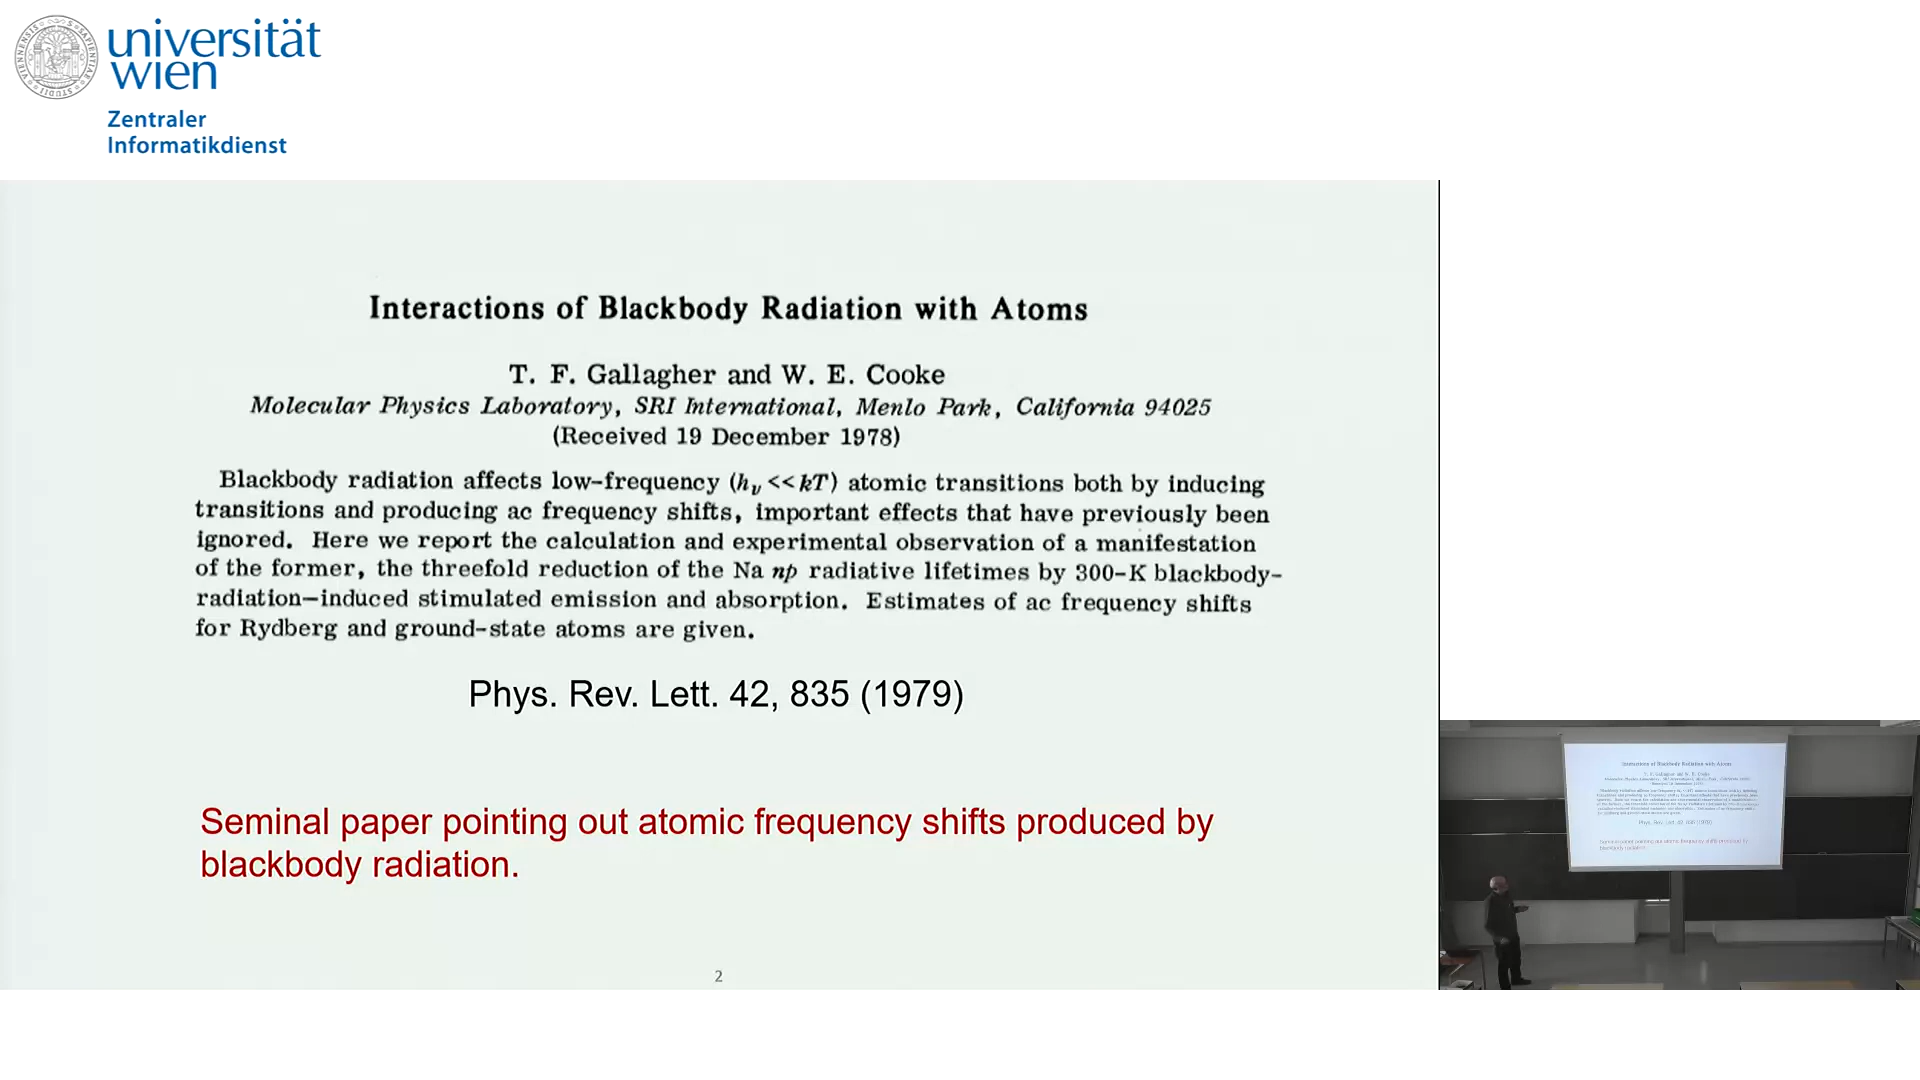 universität
wien
Zentraler
Informatikdienst
Interactions of Blackbody Radiation with Atoms
T. F. Gallagher and W. E. Cooke
Molecular Physics Laboratory, SRI International, Menlo Park, California 94025
(Received 19 December 1978)
Blackbody radiation affects low-frequency (hν <<kT) atomic transitions both by inducing
transitions and producing ac frequency shifts, important effects that have previously been
ignored. Here we report the calculation and experimental observation of a manifestation
of the former, the threefold reduction of the Na np radiative lifetimes by 300-K blackbody-
radiation—induced stimulated emission and absorption. Estimates of ac frequency shifts
for Rydberg and ground-state atoms are given.
Phys. Rev. Lett. 42, 835 (1979)
Seminal paper pointing out atomic frequency shifts produced by
blackbody radiation.
2